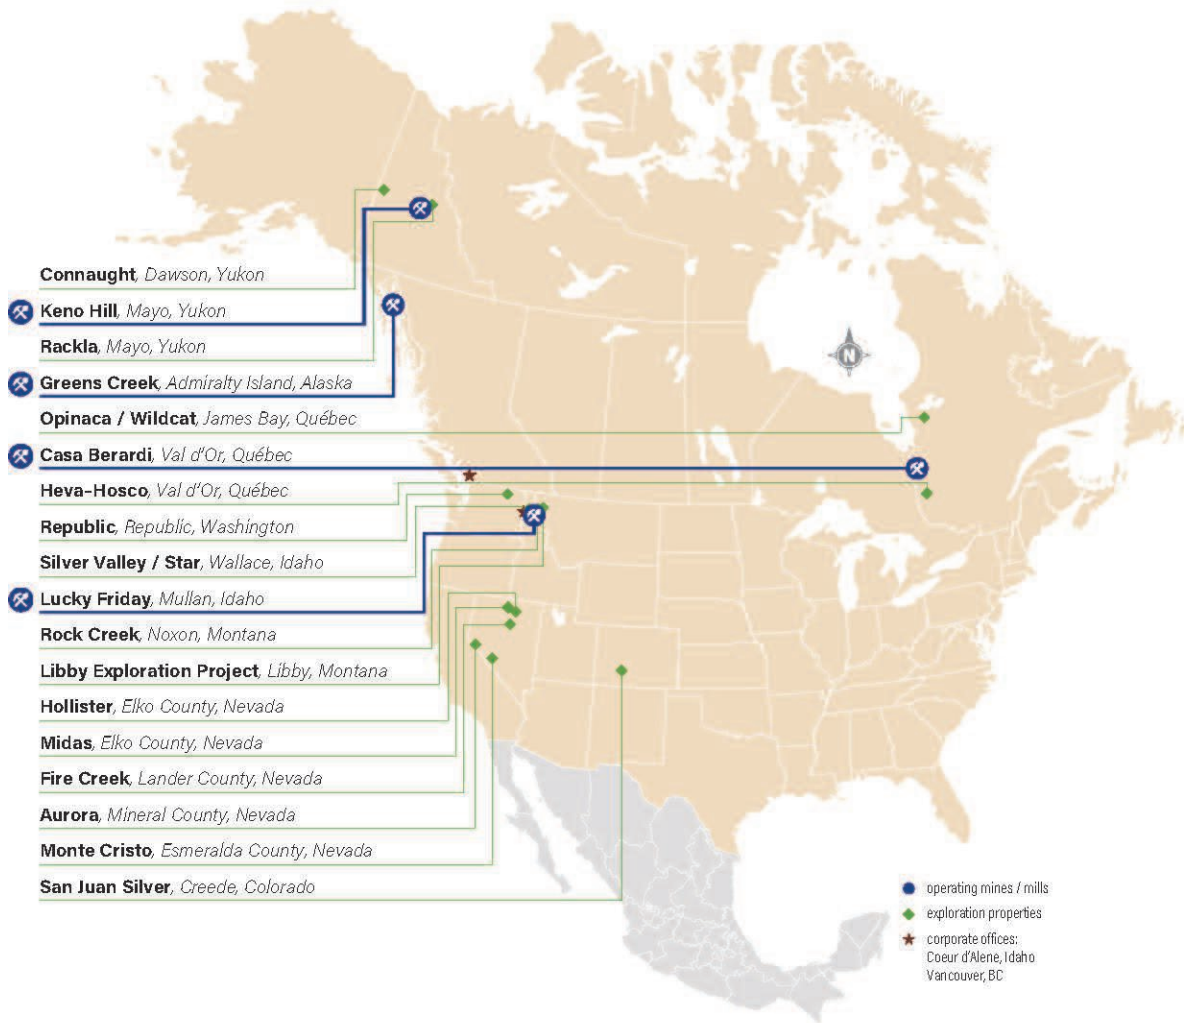 Connaught, Dawson, Yukon
Keno Hill, Mayo, Yukon
Rackla, Mayo, Yukon
Greens Creek, Admiralty Island, Alaska
Opinaca / Wildcat, James Bay, Québec
Casa Berardi, Val d'Or, Québec
Heva-Hosco, Val d'Or, Québec
Republic, Republic, Washington
Silver Valley / Star, Wallace, Idaho
Lucky Friday, Mullan, Idaho
Rock Creek, Noxon, Montana
Libby Exploration Project, Libby, Montana
Hollister, Elko County, Nevada
Midas, Elko County, Nevada
Fire Creek, Lander County, Nevada
Aurora, Mineral County, Nevada
Monte Cristo, Esmeralda County, Nevada
San Juan Silver, Creede, Colorado
N
operating mines / mills
exploration properties
corporate offices:
Coeur d'Alene, Idaho
Vancouver, BC